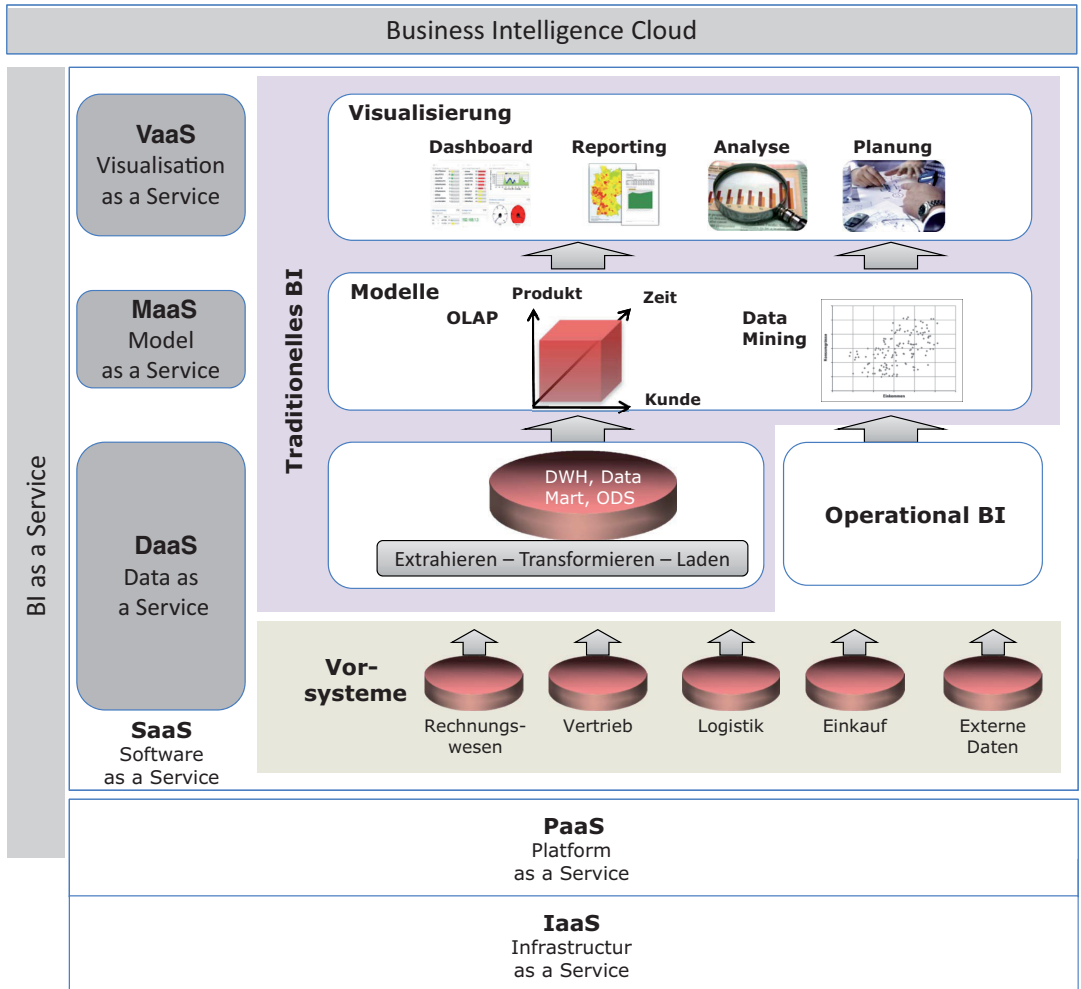 Business Intelligence Cloud
BI as a Service
VaaS
Visualisation
as a Service
MaaS
Model
as a Service
DaaS
Data as
a Service
SaaS
Software
as a Service
Traditionelles BI
Visualisierung
Dashboard
Reporting
Analyse
Planung
Modelle
OLAP
Produkt
Zeit
Kunde
Data
Mining
Einkommen
DWH, Data
Mart, ODS
Extrahieren – Transformieren – Laden
Operational BI
Vor-
systeme
Rechnungs-
wesen
Vertrieb
Logistik
Einkauf
Externe
Daten
PaaS
Platform
as a Service
IaaS
Infrastructur
as a Service